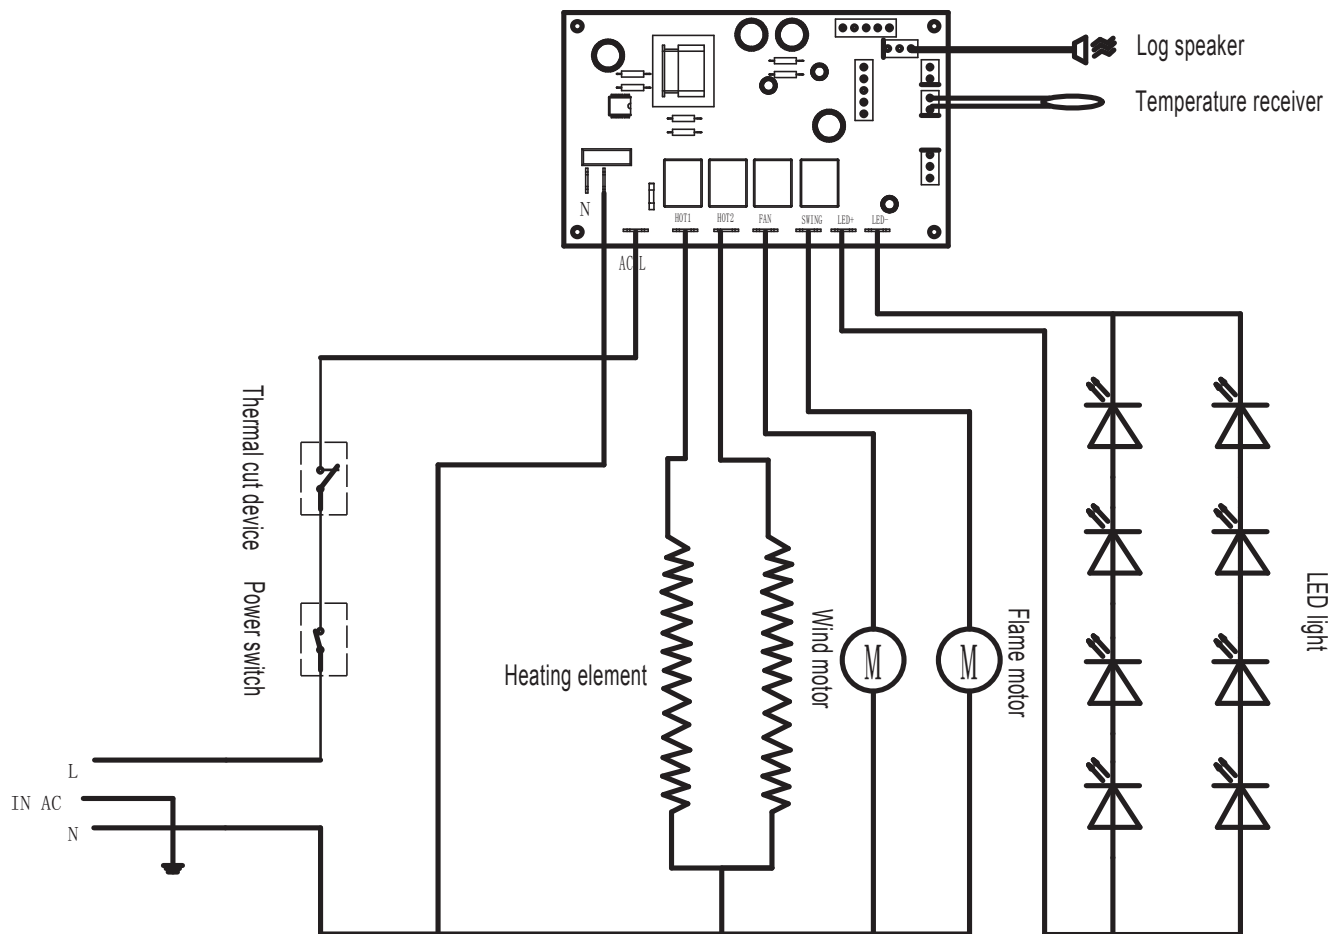 Log speaker
Temperature receiver
N
HOT1
HOT2
FAN
SWING
LED+
LED-
AC L
Thermal cut device
Power switch
Heating element
Wind motor
M
Flame motor
M
LED light
L
IN AC
N